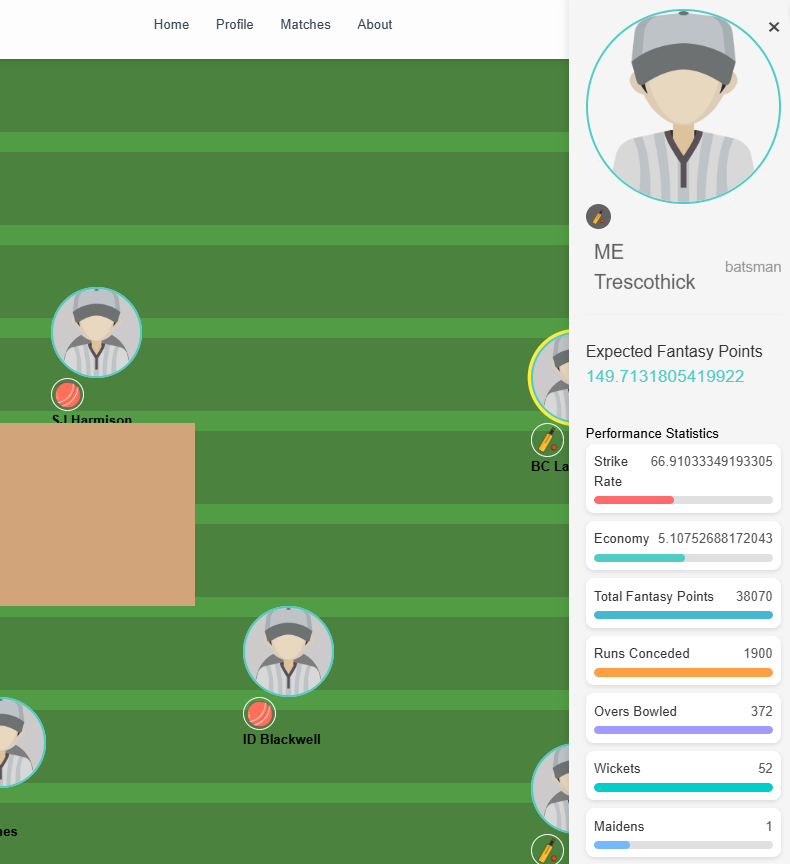 Home Profile Matches About
×
ME
Trescothick
batsman
Expected Fantasy Points
149.7131805419922
Performance Statistics
Strike
Rate
66.91033349193305
Economy 5.10752688172043
Total Fantasy Points 38070
Runs Conceded 1900
Overs Bowled 372
Wickets 52
Maidens 1
SJ Harmison
BC La
ID Blackwell
nes